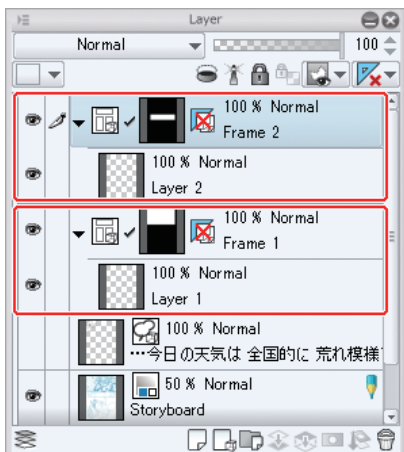 Layer
Normal
100
100 % Normal
Frame 2
100 % Normal
Layer 2
100 % Normal
Frame 1
100 % Normal
Layer 1
100 % Normal
…今日の天気は 全国的に 荒れ模様
50 % Normal
Storyboard